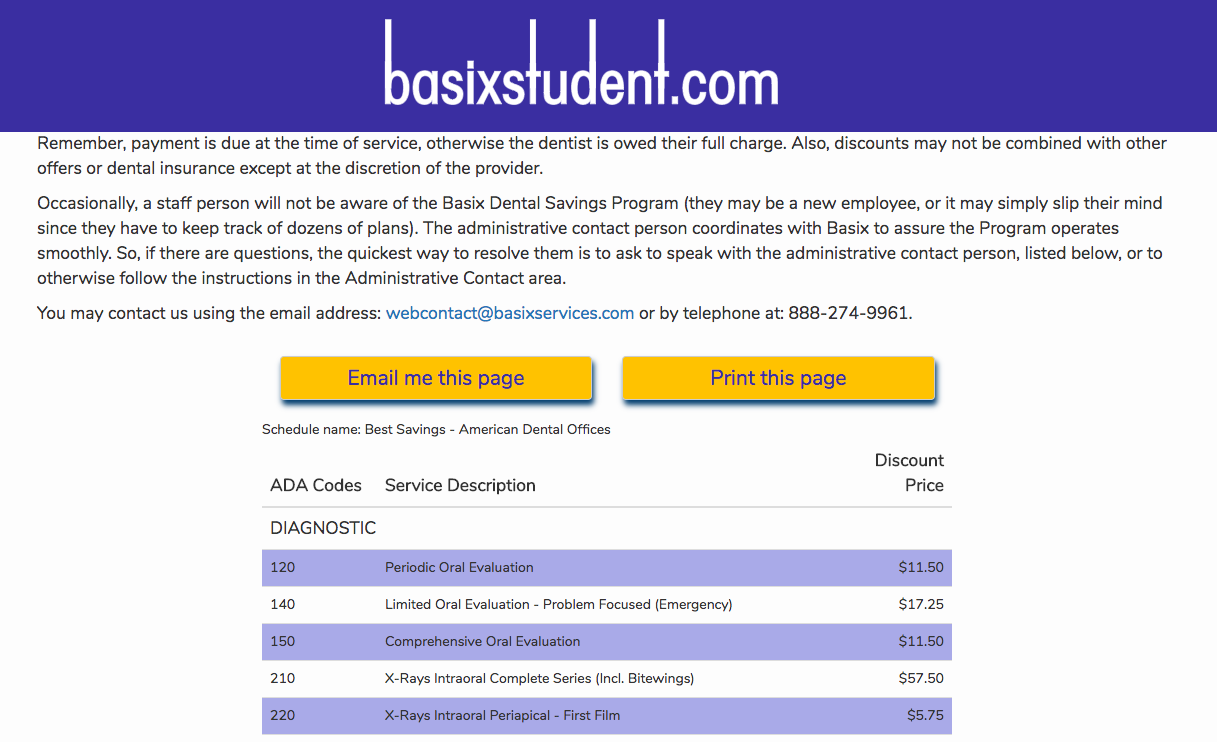 basixstudent.com
Remember, payment is due at the time of service, otherwise the dentist is owed their full charge. Also, discounts may not be combined with other
offers or dental insurance except at the discretion of the provider.
Occasionally, a staff person will not be aware of the Basix Dental Savings Program (they may be a new employee, or it may simply slip their mind
since they have to keep track of dozens of plans). The administrative contact person coordinates with Basix to assure the Program operates
smoothly. So, if there are questions, the quickest way to resolve them is to ask to speak with the administrative contact person, listed below, or to
otherwise follow the instructions in the Administrative Contact area.
You may contact us using the email address: webcontact@basixservices.com or by telephone at: 888-274-9961.
Email me this page Print this page
Schedule name: Best Savings - American Dental Offices
Discount
ADA Codes Service Description Price
DIAGNOSTIC
120 Periodic Oral Evaluation $11.50
140 Limited Oral Evaluation - Problem Focused (Emergency) $17.25
150 Comprehensive Oral Evaluation $11.50
210 X-Rays Intraoral Complete Series (Incl. Bitewings) $57.50
220 X-Rays Intraoral Periapical - First Film $5.75